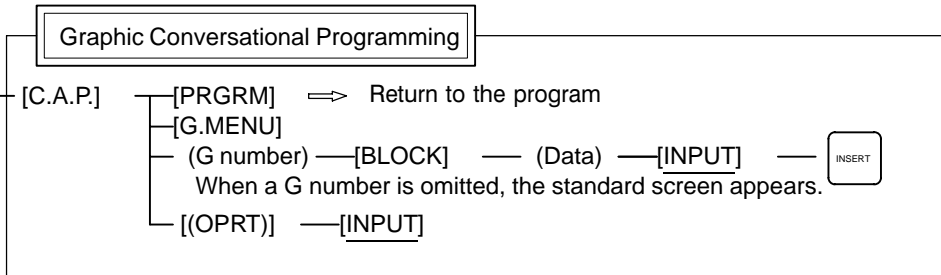 Graphic Conversational Programming
[C.A.P.] [PRGRM] Return to the program
[G.MENU]
(G number) [BLOCK] (Data) [INPUT] INSERT
When a G number is omitted, the standard screen appears.
[(OPRT)] [INPUT]